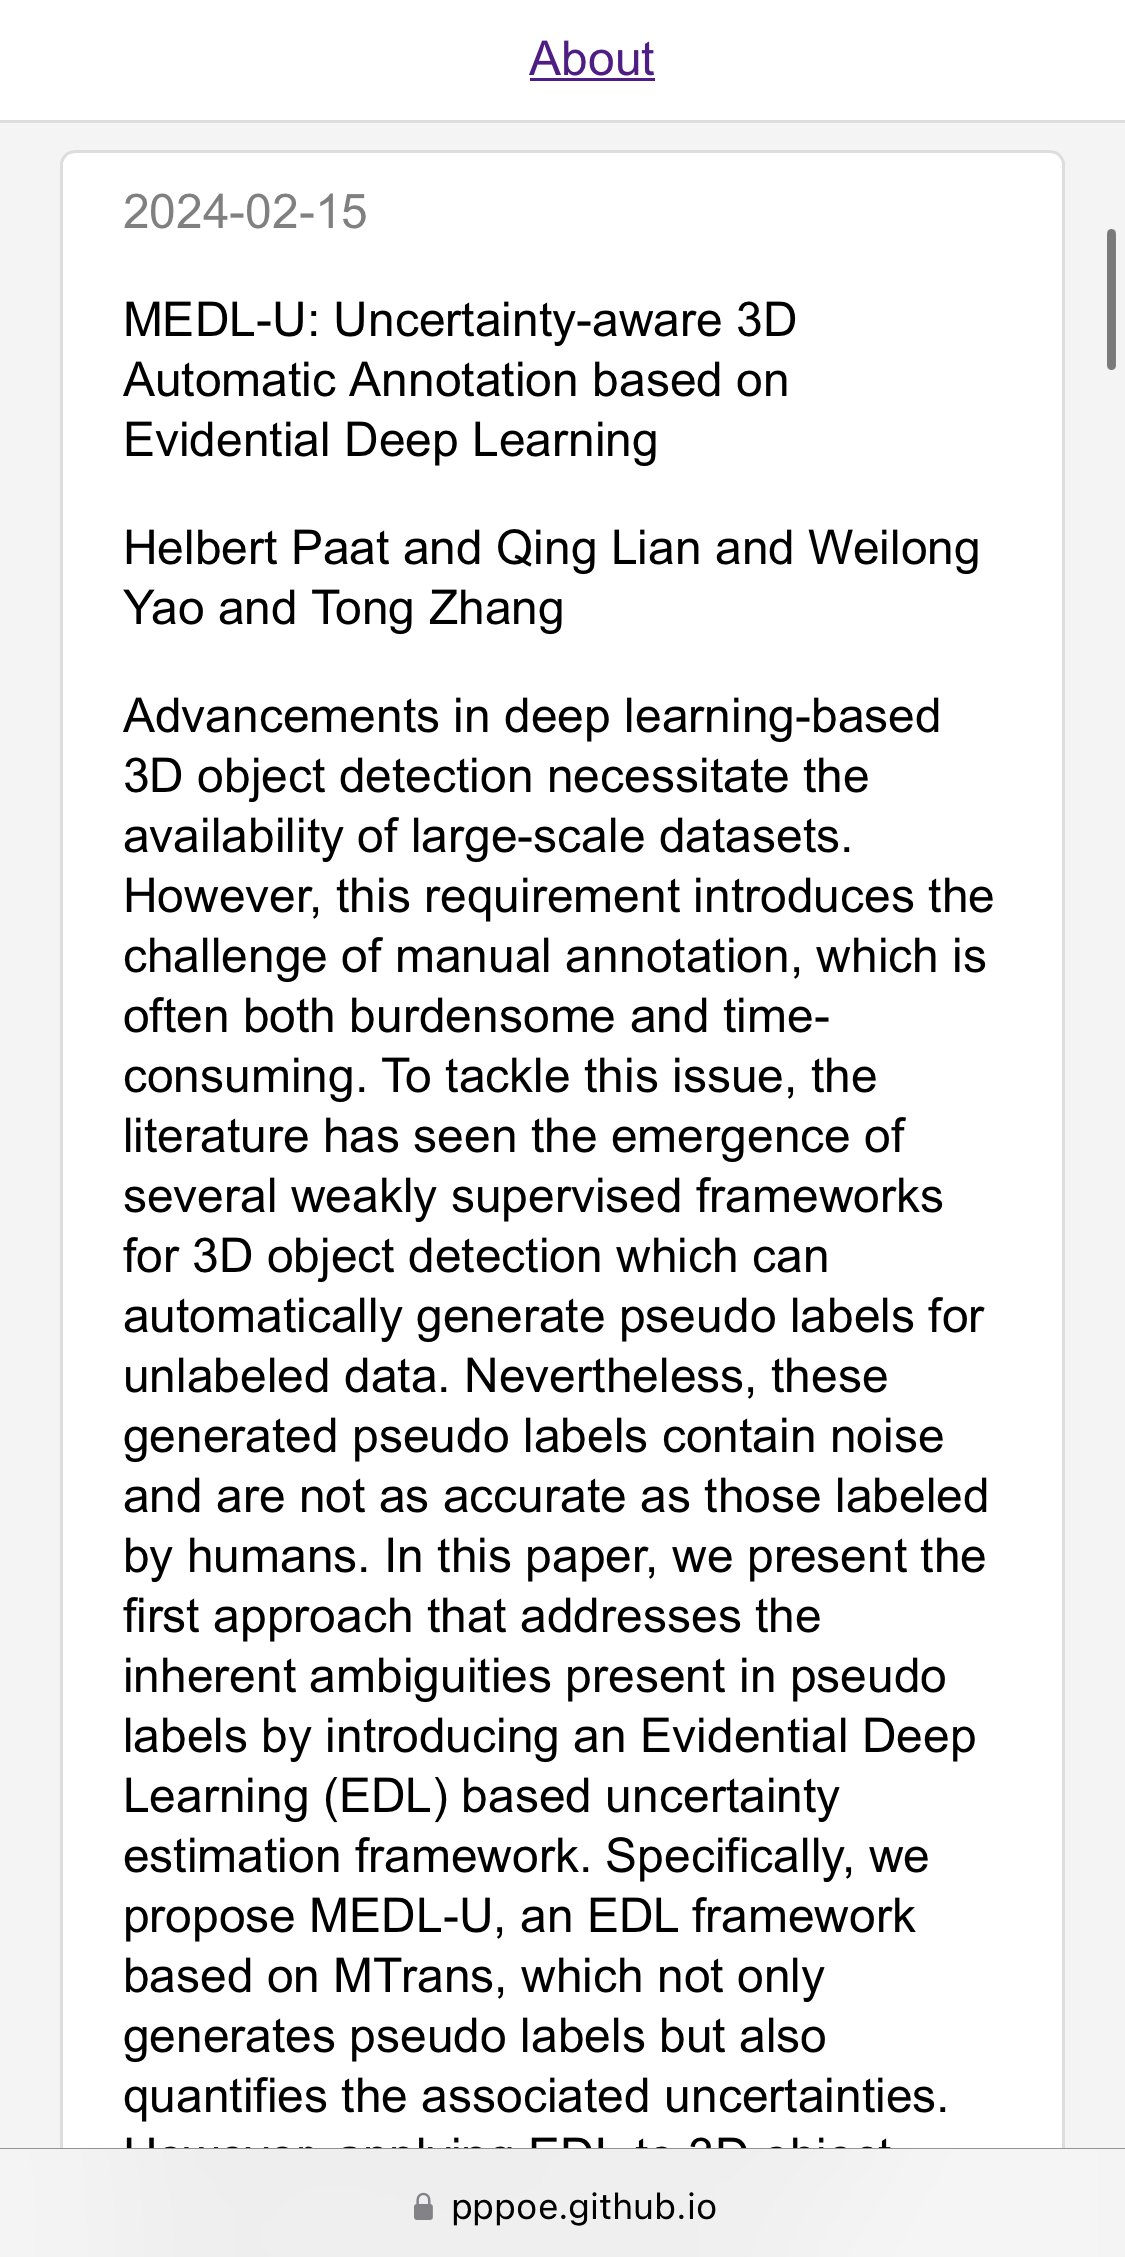 About
2024-02-15
MEDL-U: Uncertainty-aware 3D
Automatic Annotation based on
Evidential Deep Learning
Helbert Paat and Qing Lian and Weilong
Yao and Tong Zhang
Advancements in deep learning-based
3D object detection necessitate the
availability of large-scale datasets.
However, this requirement introduces the
challenge of manual annotation, which is
often both burdensome and time-
consuming. To tackle this issue, the
literature has seen the emergence of
several weakly supervised frameworks
for 3D object detection which can
automatically generate pseudo labels for
unlabeled data. Nevertheless, these
generated pseudo labels contain noise
and are not as accurate as those labeled
by humans. In this paper, we present the
first approach that addresses the
inherent ambiguities present in pseudo
labels by introducing an Evidential Deep
Learning (EDL) based uncertainty
estimation framework. Specifically, we
propose MEDL-U, an EDL framework
based on MTrans, which not only
generates pseudo labels but also
quantifies the associated uncertainties.
However, applying EDL to 3D object
pppoe.github.io